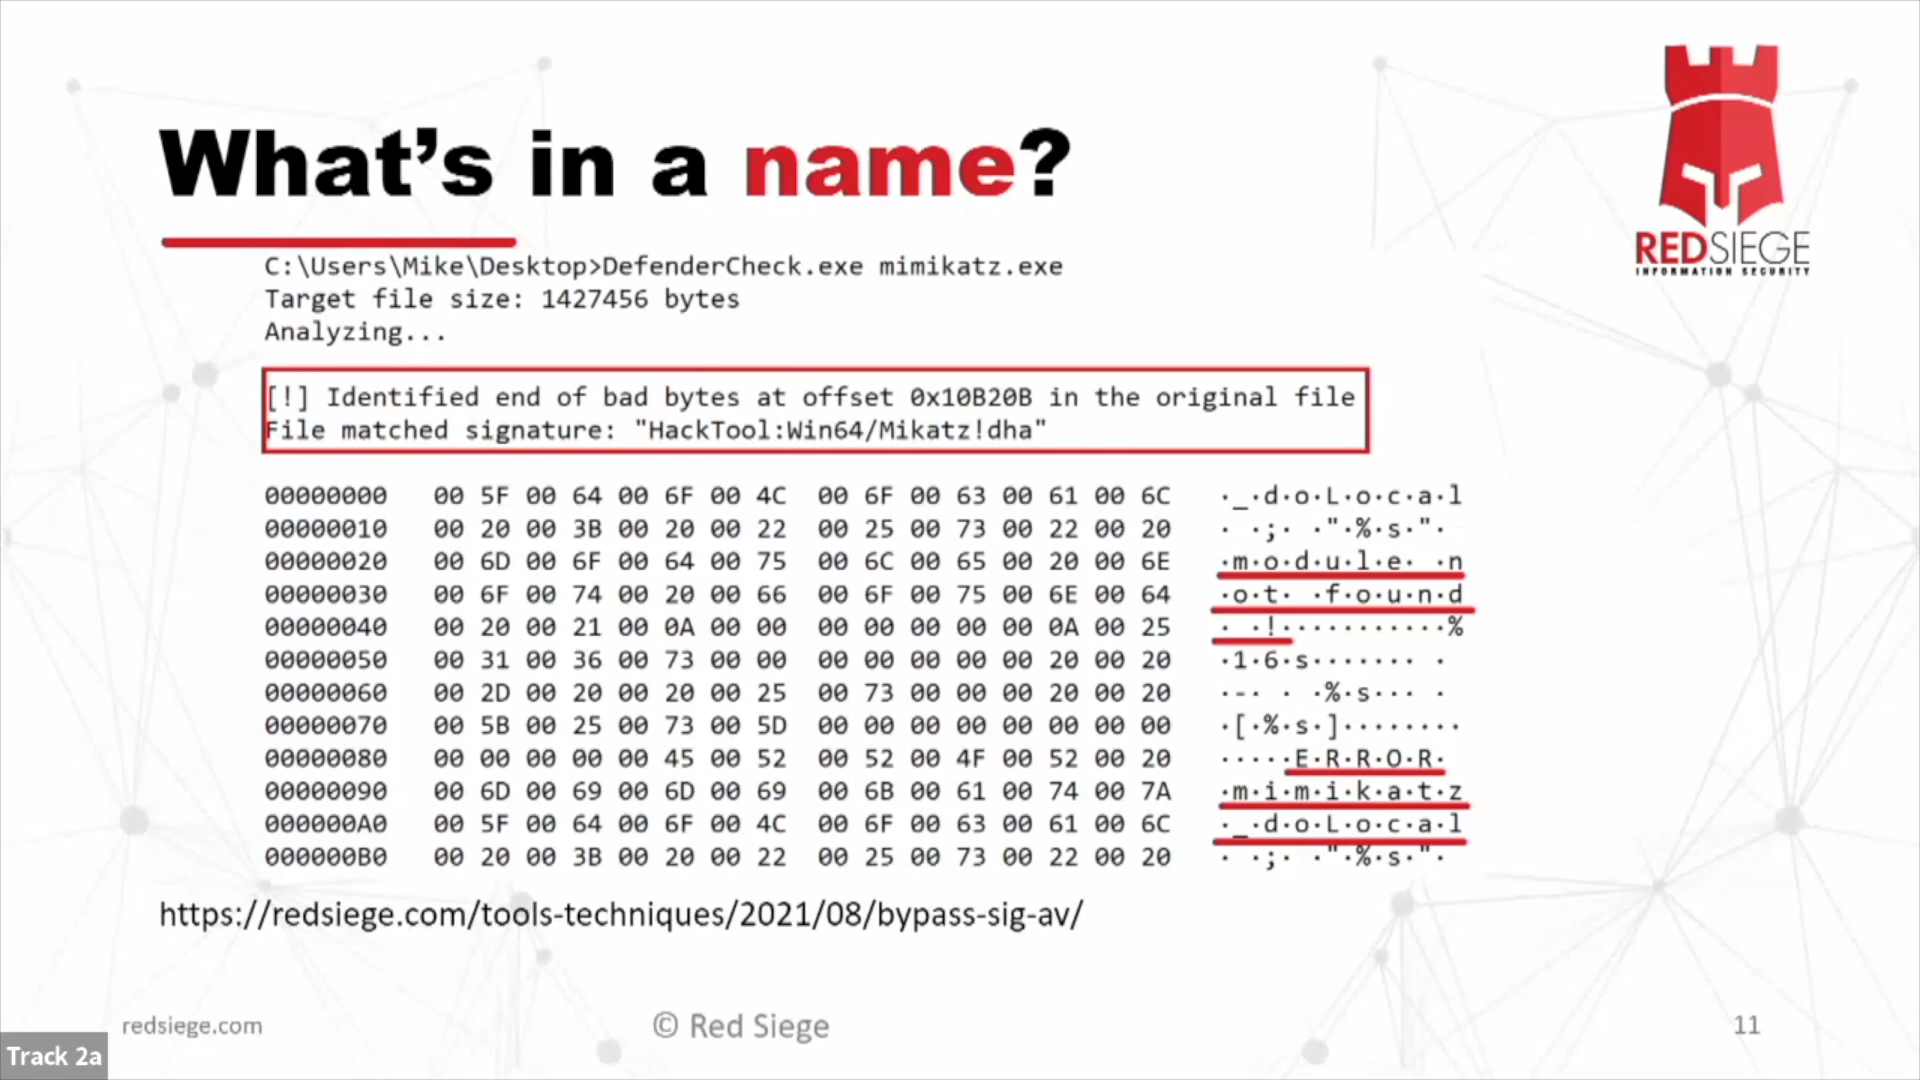 What's in a name?
REDSIEGE
INFORMATION SECURITY
C:\Users\Mike\Desktop>DefenderCheck.exe mimikatz.exe
Target file size: 1427456 bytes
Analyzing...
[!] Identified end of bad bytes at offset 0x10B20B in the original file
File matched signature: "HackTool:Win64/Mikatz!dha"
00000000 00 5F 00 64 00 6F 00 4C 00 6F 00 63 00 61 00 6C ·_·d·o·L·o·c·a·l
00000010 00 20 00 3B 00 20 00 22 00 25 00 73 00 22 00 20 · ·;· ·"·%·s·"·
00000020 00 6D 00 6F 00 64 00 75 00 6C 00 65 00 20 00 6E ·m·o·d·u·l·e· ·n
00000030 00 6F 00 74 00 20 00 66 00 6F 00 75 00 6E 00 64 ·o·t· ·f·o·u·n·d
00000040 00 20 00 21 00 0A 00 00 00 00 00 00 00 0A 00 25 · ·!···········%
00000050 00 31 00 36 00 73 00 00 00 00 00 00 00 20 00 20 ·1·6·s······· ·
00000060 00 2D 00 20 00 20 00 25 00 73 00 00 00 20 00 20 ·-· · ·%·s··· ·
00000070 00 5B 00 25 00 73 00 5D 00 00 00 00 00 00 00 00 ·[·%·s·]········
00000080 00 00 00 00 00 45 00 52 00 52 00 4F 00 52 00 20 ·····E·R·R·O·R·
00000090 00 6D 00 69 00 6D 00 69 00 6B 00 61 00 74 00 7A ·m·i·m·i·k·a·t·z
000000A0 00 5F 00 64 00 6F 00 4C 00 6F 00 63 00 61 00 6C ·_·d·o·L·o·c·a·l
000000B0 00 20 00 3B 00 20 00 22 00 25 00 73 00 22 00 20 · ·;· ·"·%·s·"·
https://redsiege.com/tools-techniques/2021/08/bypass-sig-av/
redsiege.com
© Red Siege
11
Track 2a